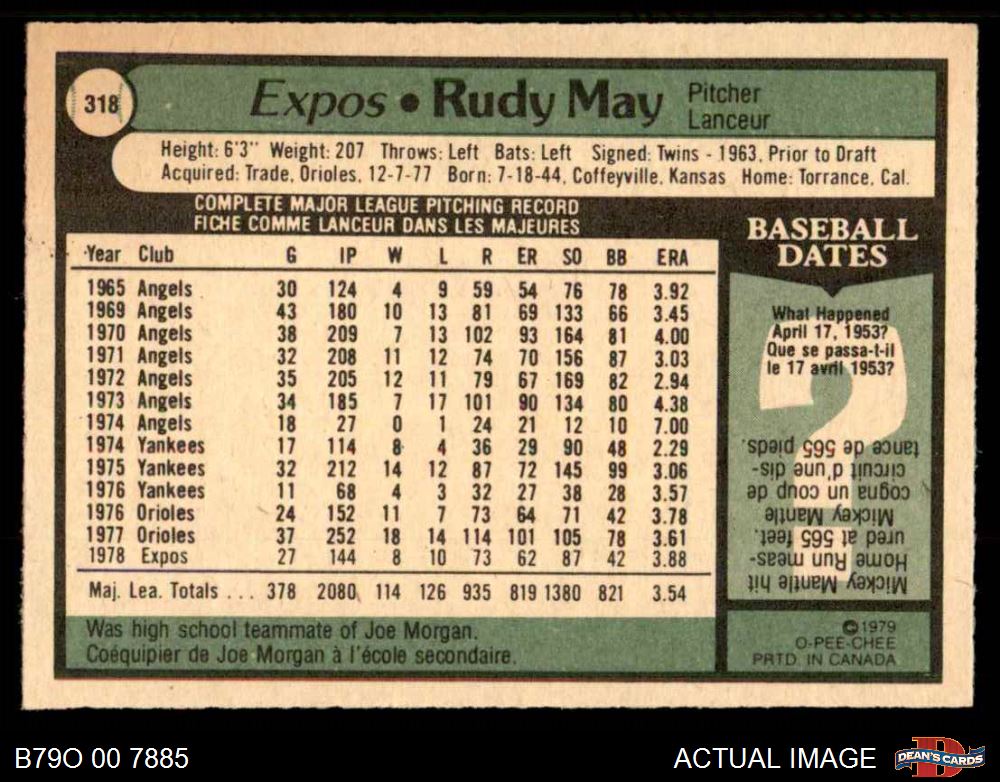 318
Expos • Rudy May
Pitcher
Lanceur
Height: 6'3" Weight: 207 Throws: Left Bats: Left Signed: Twins - 1963, Prior to Draft
Acquired: Trade, Orioles, 12-7-77 Born: 7-18-44, Coffeyville, Kansas Home: Torrance, Cal.
COMPLETE MAJOR LEAGUE PITCHING RECORD
FICHE COMME LANCEUR DANS LES MAJEURES
Year Club G IP W L R ER SO BB ERA
1965 Angels 30 124 4 9 59 54 76 78 3.92
1969 Angels 43 180 10 13 81 69 133 66 3.45
1970 Angels 38 209 7 13 102 93 164 81 4.00
1971 Angels 32 208 11 12 74 70 156 87 3.03
1972 Angels 35 205 12 11 79 67 169 82 2.94
1973 Angels 34 185 7 17 101 90 134 80 4.38
1974 Angels 18 27 0 1 24 21 12 10 7.00
1974 Yankees 17 114 8 4 36 29 90 48 2.29
1975 Yankees 32 212 14 12 87 72 145 99 3.06
1976 Yankees 11 68 4 3 32 27 38 28 3.57
1976 Orioles 24 152 11 7 73 64 71 42 3.78
1977 Orioles 37 252 18 14 114 101 105 78 3.61
1978 Expos 27 144 8 10 73 62 87 42 3.88
Maj. Lea. Totals . . . 378 2080 114 126 935 819 1380 821 3.54
Was high school teammate of Joe Morgan.
Coéquipier de Joe Morgan à l'école secondaire.
BASEBALL
DATES
What Happened
April 17, 1953?
Que se passa-t-il
le 17 avril 1953?
Mickey Mantle hit
Home Run meas-
ured at 565 feet.
Mickey Mantle
cogna un coup de
circuit d'une dis-
tance de 565 pieds.
©1979
O-PEE-CHEE
PRTD. IN CANADA
B79O 00 7885
ACTUAL IMAGE
D
DEAN'S CARDS